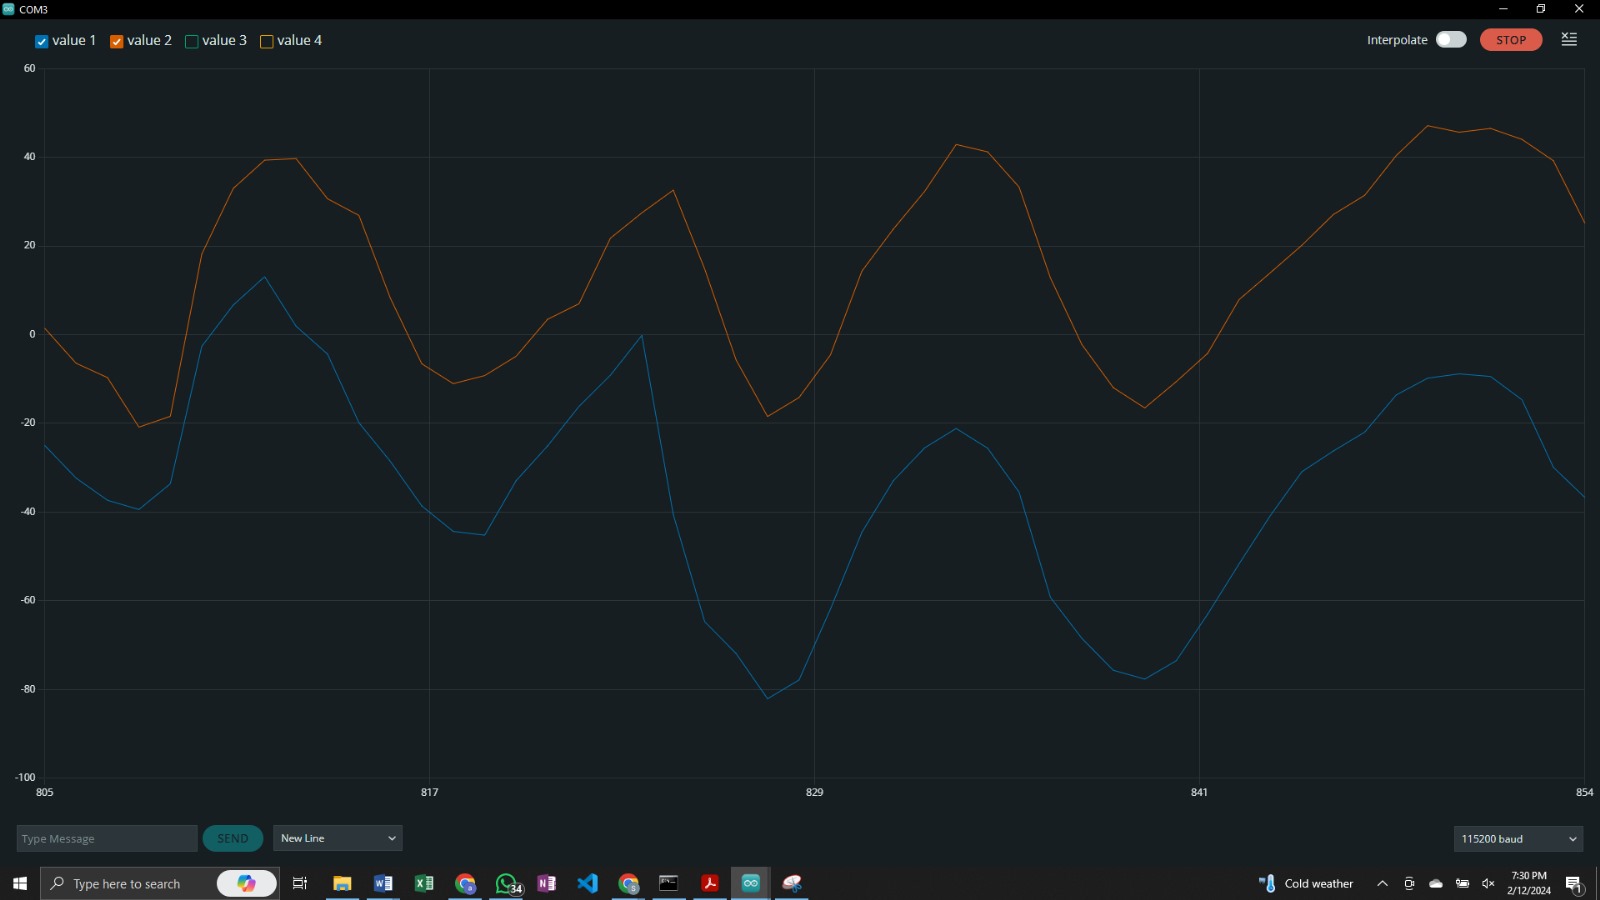 COM3
value 1 value 2 value 3 value 4
Interpolate STOP
60
40
20
0
-20
-40
-60
-80
-100
805 817 829 841 854
Type Message SEND New Line 115200 baud
Type here to search 34 Cold weather 7:30 PM
2/12/2024 1